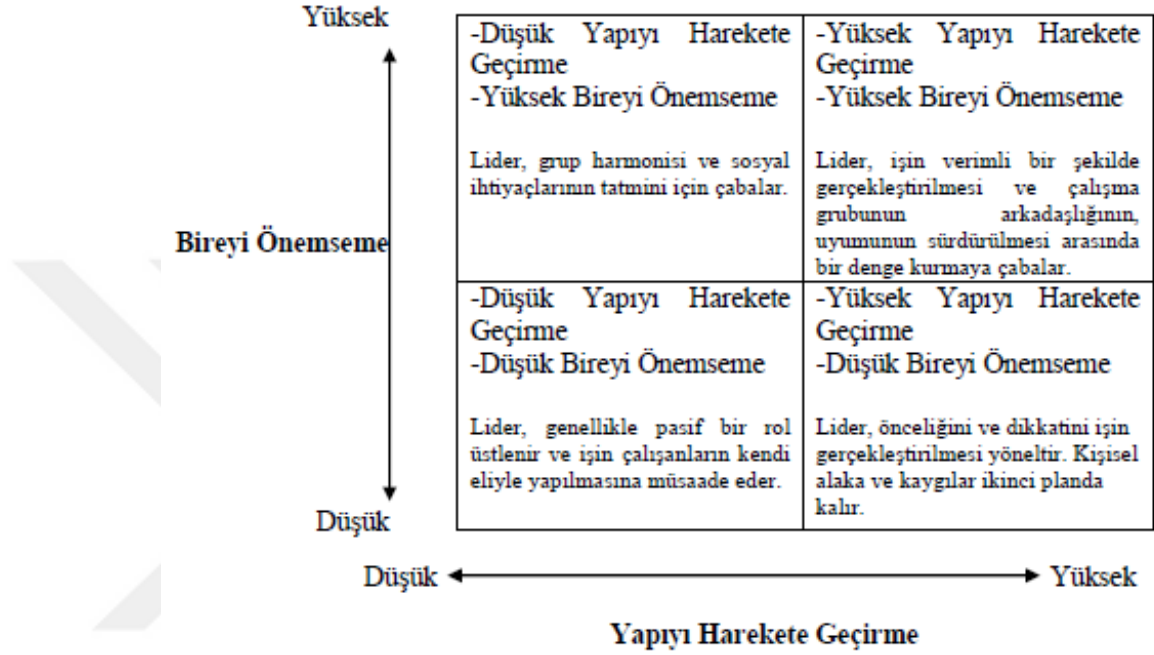 Yüksek
-Düşük Yapıyı Harekete
Geçirme
-Yüksek Bireyi Önemseme
Lider, grup harmonisi ve sosyal
ihtiyaçlarının tatmini için çabalar.
-Yüksek Yapıyı Harekete
Geçirme
-Yüksek Bireyi Önemseme
Lider, işin verimli bir şekilde
gerçekleştirilmesi ve çalışma
grubunun arkadaşlığının,
uyumunun sürdürülmesi arasında
bir denge kurmaya çabalar.
Bireyi Önemseme
-Düşük Yapıyı Harekete
Geçirme
-Düşük Bireyi Önemseme
Lider, genellikle pasif bir rol
üstlenir ve işin çalışanların kendi
eliyle yapılmasına müsaade eder.
-Yüksek Yapıyı Harekete
Geçirme
-Düşük Bireyi Önemseme
Lider, önceliğini ve dikkatini işin
gerçekleştirilmesi yöneltir. Kişisel
alaka ve kaygılar ikinci planda
kalır.
Düşük
Düşük
Yüksek
Yapıyı Harekete Geçirme